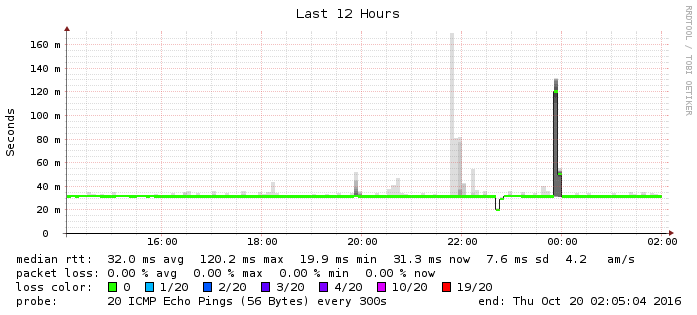 Last 12 Hours
RRDTOOL / TOBI OETIKER
Seconds
160 m
140 m
120 m
100 m
80 m
60 m
40 m
20 m
0
16:00 18:00 20:00 22:00 00:00 02:00
median rtt: 32.0 ms avg 120.2 ms max 19.9 ms min 31.3 ms now 7.6 ms sd 4.2 am/s
packet loss: 0.00 % avg 0.00 % max 0.00 % min 0.00 % now
loss color: 0 1/20 2/20 3/20 4/20 10/20 19/20
probe: 20 ICMP Echo Pings (56 Bytes) every 300s end: Thu Oct 20 02:05:04 2016